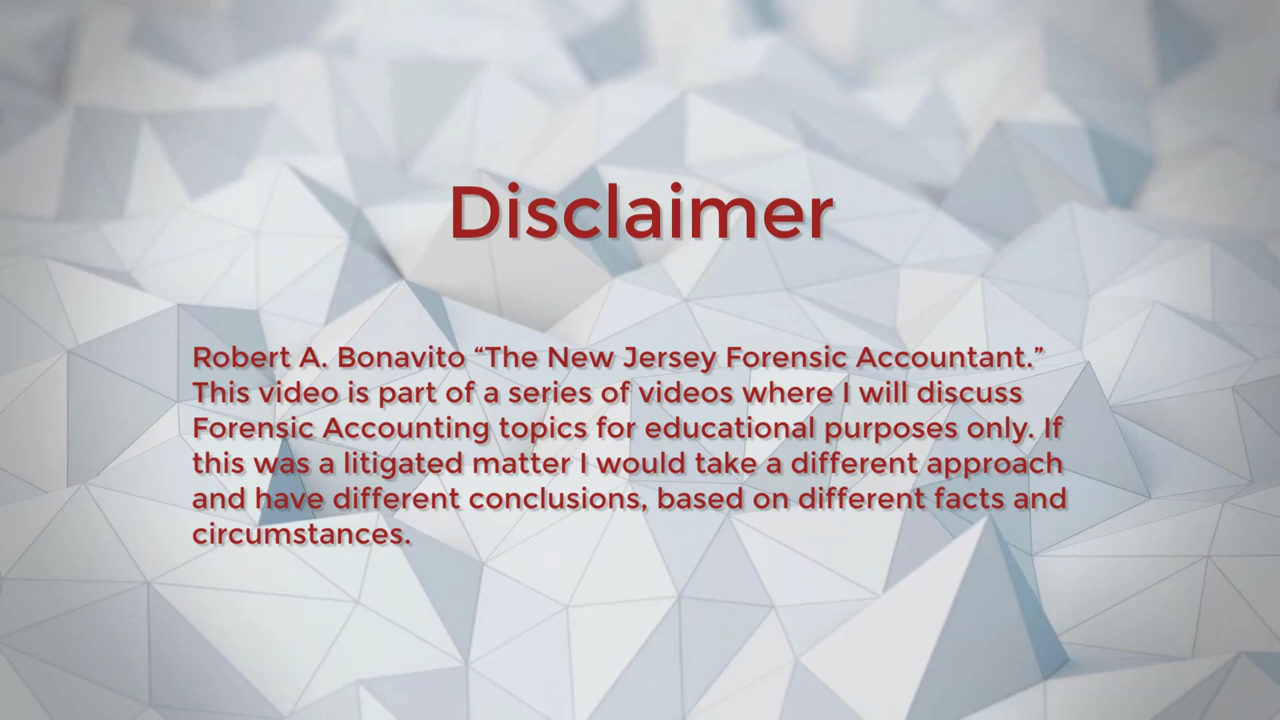 Disclaimer
Robert A. Bonavito “The New Jersey Forensic Accountant.”
This video is part of a series of videos where I will discuss
Forensic Accounting topics for educational purposes only. If
this was a litigated matter I would take a different approach
and have different conclusions, based on different facts and
circumstances.